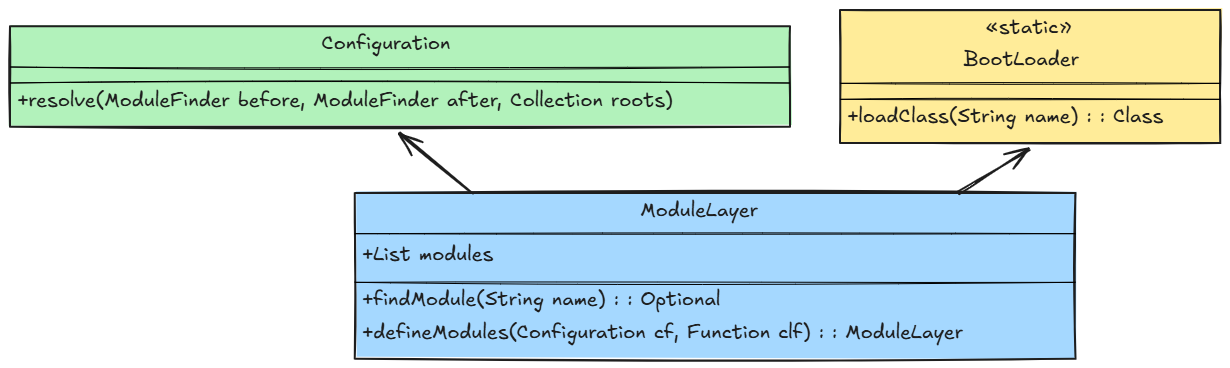 Configuration
+resolve(ModuleFinder before, ModuleFinder after, Collection roots)
«static»
BootLoader
+loadClass(String name) : : Class
ModuleLayer
+List modules
+findModule(String name) : : Optional
+defineModules(Configuration cf, Function clf) : : ModuleLayer